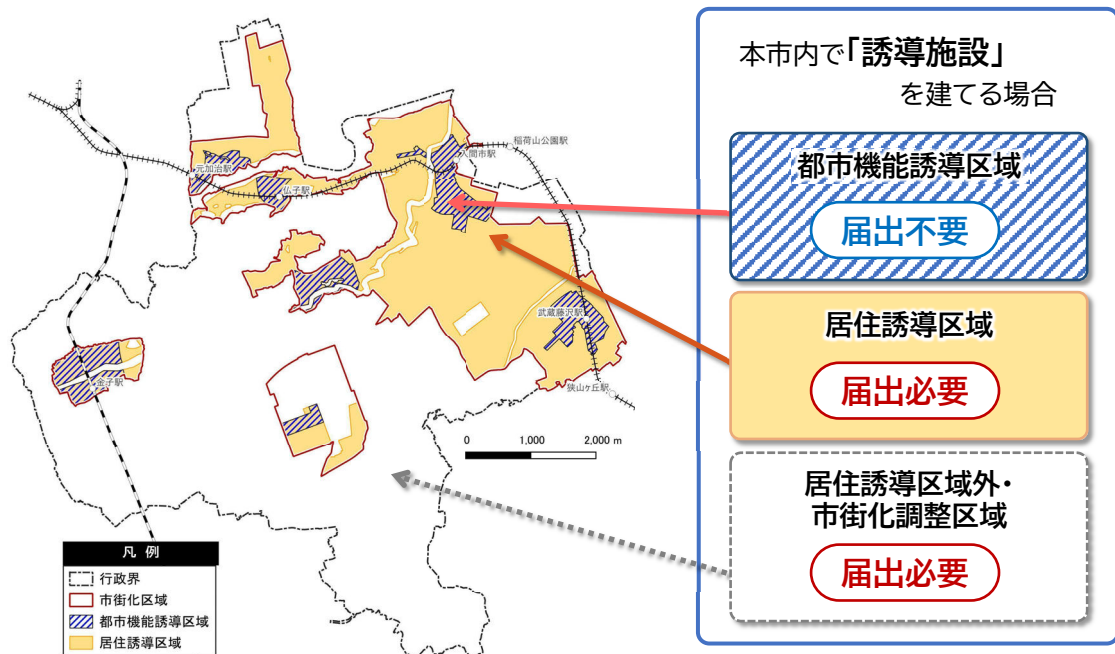 稲荷山公園駅
入間市駅
元加治駅
仏子駅
武蔵藤沢駅
金子駅
狭山ヶ丘駅
0 1,000 2,000 m
凡 例
行政界
市街化区域
都市機能誘導区域
居住誘導区域
本市内で「誘導施設」
を建てる場合
都市機能誘導区域
届出不要
居住誘導区域
届出必要
居住誘導区域外・
市街化調整区域
届出必要